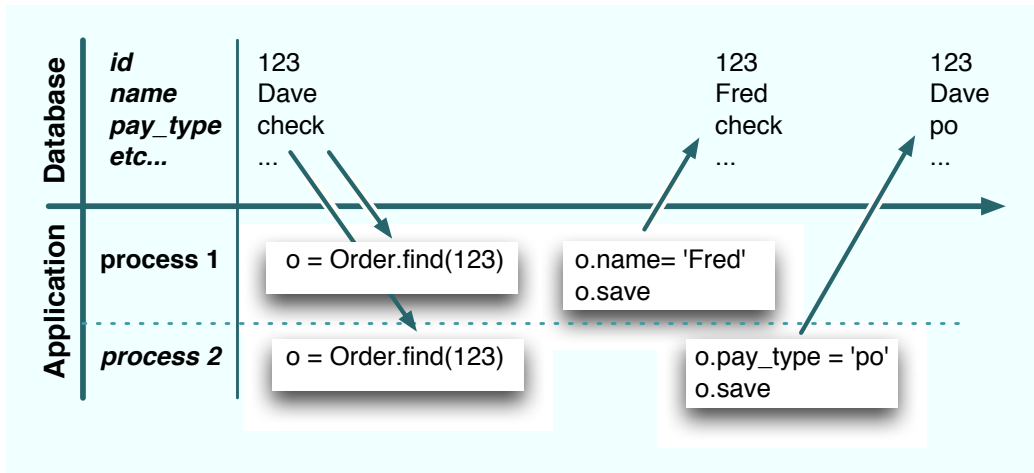 Database
id
name
pay_type
etc...
123
Dave
check
...
123
Fred
check
...
123
Dave
po
...
Application
process 1
o = Order.find(123)
o.name= 'Fred'
o.save
process 2
o = Order.find(123)
o.pay_type = 'po'
o.save